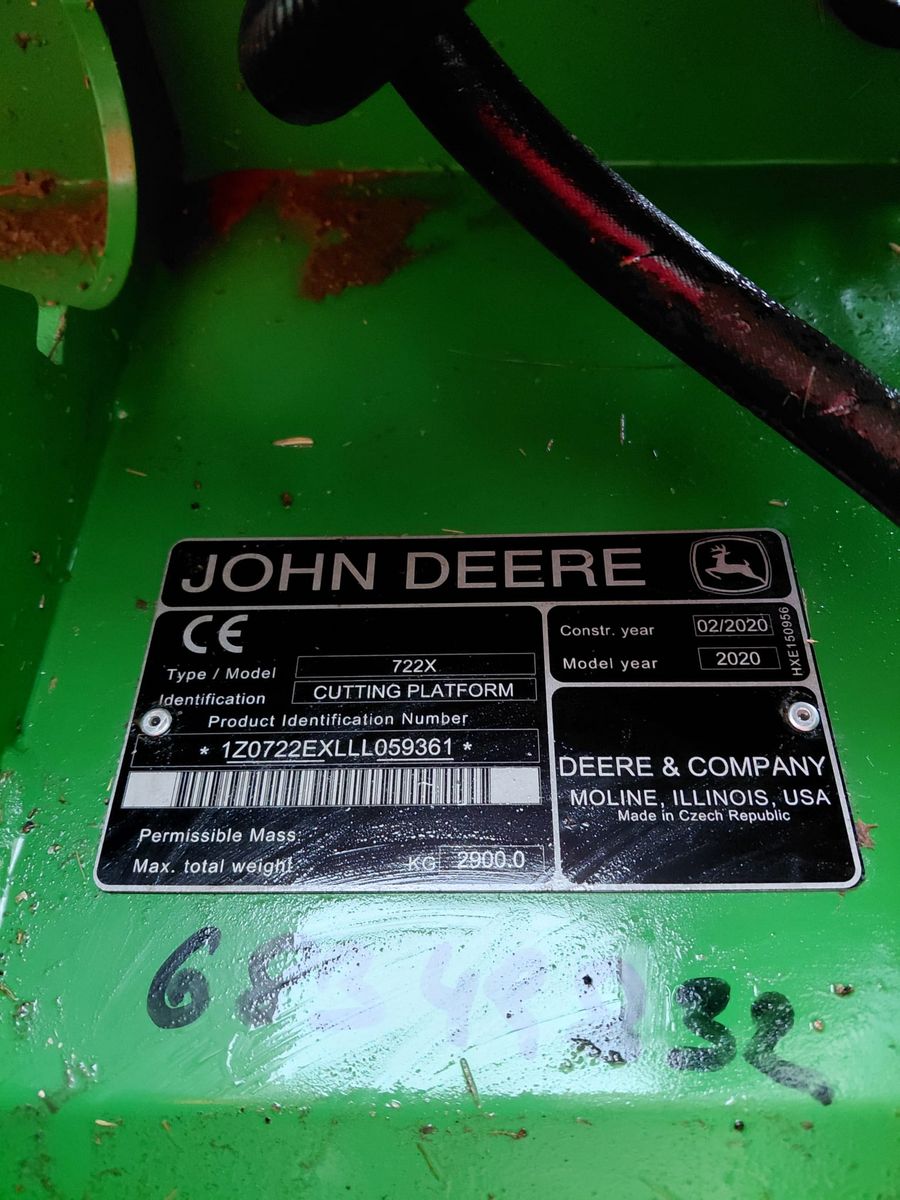 JOHN DEERE
CE
Type / Model 722X
Identification CUTTING PLATFORM
Product Identification Number
* 1Z0722EXLLL059361 *
Permissible Mass:
Max. total weight KG 2900.0
Constr. year 02/2020
Model year 2020
HXE150956
DEERE & COMPANY
MOLINE, ILLINOIS, USA
Made in Czech Republic